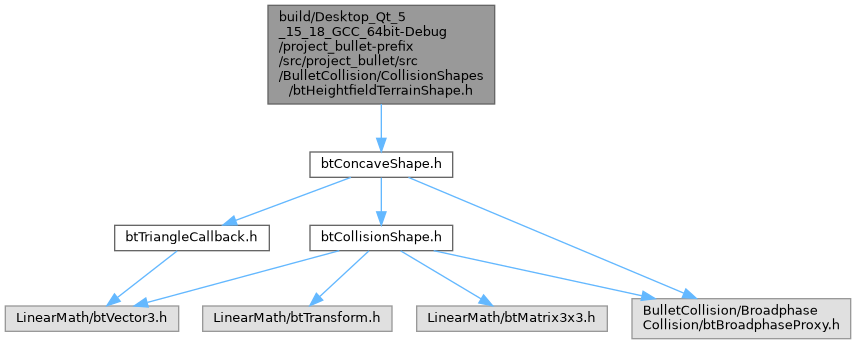 build/Desktop_Qt_5
_15_18_GCC_64bit-Debug
/project_bullet-prefix
/src/project_bullet/src
/BulletCollision/CollisionShapes
/btHeightfieldTerrainShape.h
btConcaveShape.h
btTriangleCallback.h
btCollisionShape.h
LinearMath/btVector3.h
LinearMath/btTransform.h
LinearMath/btMatrix3x3.h
BulletCollision/Broadphase
Collision/btBroadphaseProxy.h